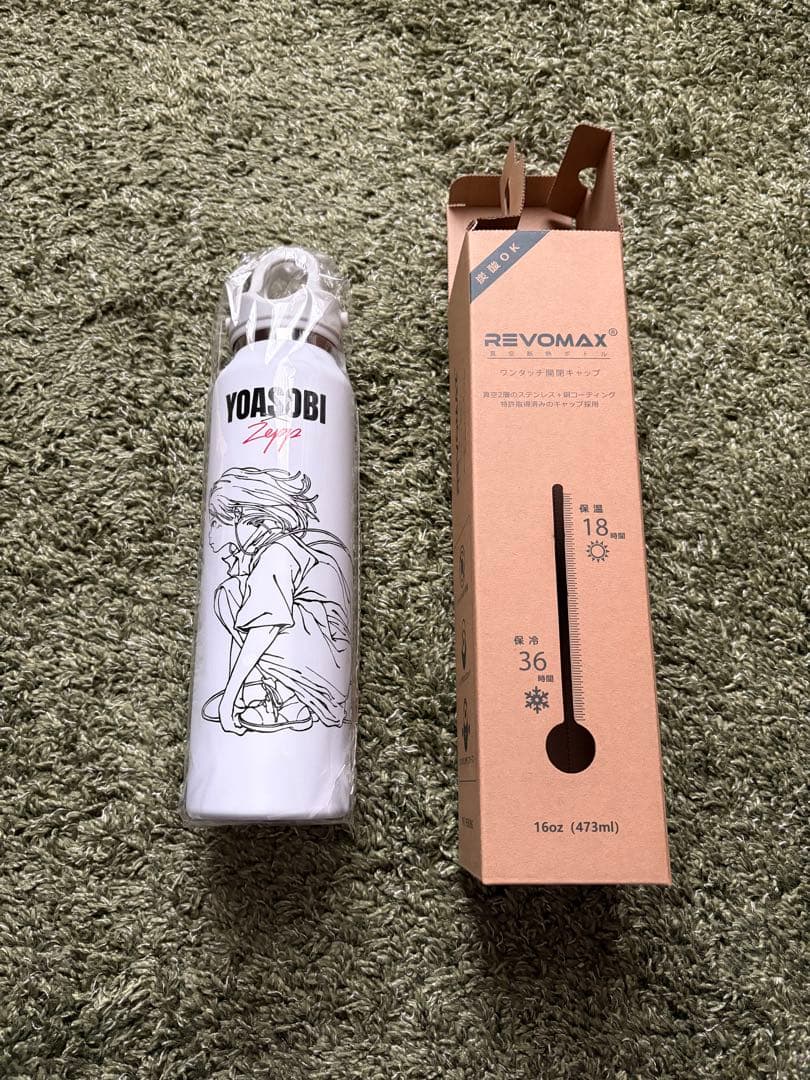 YOASOBI
Zepp
炭酸OK
REVOMAX®
真空断熱ボトル
ワンタッチ開閉キャップ
真空2層のステンレス+銅コーティング
特許取得済みのキャップ採用
保温
18時間
保冷
36
時間
16oz (473ml)
REVOMAX